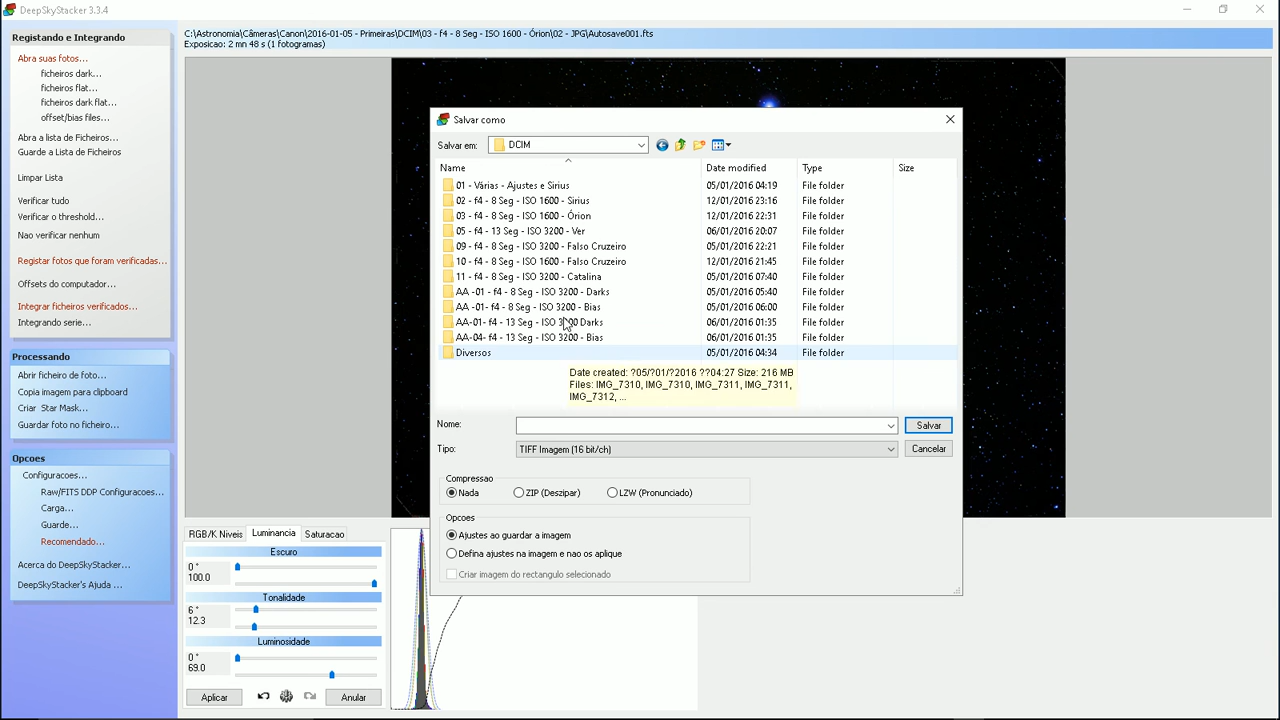 DeepSkyStacker 3.3.4
Registando e Integrando
Abra suas fotos...
ficheiros dark...
ficheiros flat...
ficheiros dark flat...
offset/bias files...
Abra a lista de Ficheiros...
Guarde a Lista de Ficheiros
Limpar Lista
Verificar tudo
Verificar o threshold...
Nao verificar nenhum
Registar fotos que foram verificadas...
Offsets do computador...
Integrar ficheiros verificados...
Integrando serie...
Processando
Abrir ficheiro de foto...
Copia imagem para clipboard
Criar Star Mask...
Guardar foto no ficheiro...
Opcoes
Configuracoes...
Raw/FITS DDP Configuracoes...
Carga...
Guarde...
Recomendado...
Acerca do DeepSkyStacker...
DeepSkyStacker's Ajuda ...
C:\Astronomia\Câmeras\Canon\2016-01-05 - Primeiras\DCIM\03 - f4 - 8 Seg - ISO 1600 - Órion\02 - JPG\Autosave001.fts
Exposicao: 2 mn 48 s (1 fotogramas)
Salvar como
Salvar em: DCIM
Name Date modified Type Size
01 - Várias - Ajustes e Sirius 05/01/2016 04:19 File folder
02 - f4 - 8 Seg - ISO 1600 - Sirius 12/01/2016 23:16 File folder
03 - f4 - 8 Seg - ISO 1600 - Órion 12/01/2016 22:31 File folder
05 - f4 - 13 Seg - ISO 3200 - Ver 06/01/2016 20:07 File folder
09 - f4 - 8 Seg - ISO 3200 - Falso Cruzeiro 05/01/2016 22:21 File folder
10 - f4 - 8 Seg - ISO 1600 - Falso Cruzeiro 12/01/2016 21:45 File folder
11 - f4 - 8 Seg - ISO 3200 - Catalina 05/01/2016 07:40 File folder
AA -01 - f4 - 8 Seg - ISO 3200 - Darks 05/01/2016 05:40 File folder
AA -01- f4 - 8 Seg - ISO 3200 - Bias 05/01/2016 06:00 File folder
AA-01- f4 - 13 Seg - ISO 3200 Darks 06/01/2016 01:35 File folder
AA-04- f4 - 13 Seg - ISO 3200 - Bias 06/01/2016 01:35 File folder
Diversos 05/01/2016 04:34 File folder
Date created: ?05/?01/?2016 ??04:27 Size: 216 MB
Files: IMG_7310, IMG_7310, IMG_7311, IMG_7311,
IMG_7312, ...
Nome: Salvar
Tipo: TIFF Imagem (16 bit/ch) Cancelar
Compressao
Nada ZIP (Deszipar) LZW (Pronunciado)
Opcoes
Ajustes ao guardar a imagem
Defina ajustes na imagem e nao os aplique
Criar imagem do rectangulo selecionado
RGB/K Niveis Luminancia Saturacao
Escuro
0 °
100.0
Tonalidade
6 °
12.3
Luminosidade
0 °
69.0
Aplicar Anular